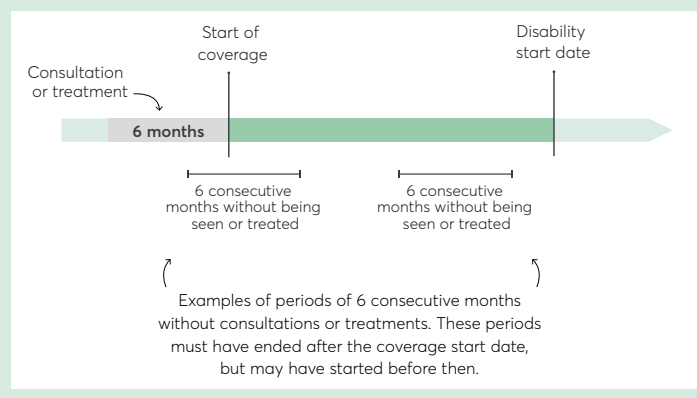 Start of
coverage
Disability
start date
Consultation
or treatment
6 months
6 consecutive
months without being
seen or treated
6 consecutive
months without being
seen or treated
Examples of periods of 6 consecutive months
without consultations or treatments. These periods
must have ended after the coverage start date,
but may have started before then.